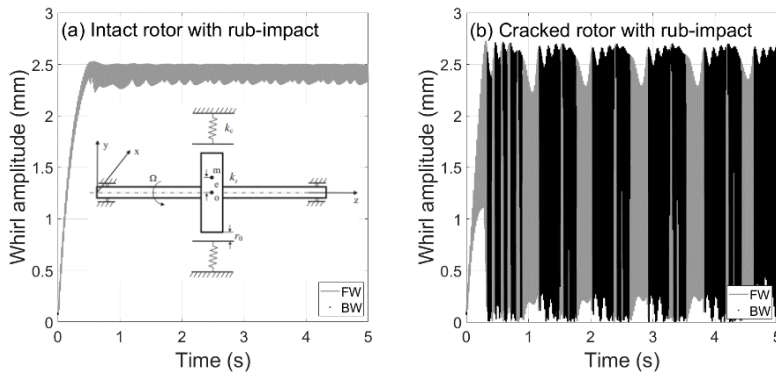 (a) Intact rotor with rub-impact
Whirl amplitude (mm)
3
2.5
2
1.5
1
0.5
0
0 1 2 3 4 5
Time (s)
y
x
z
Ω
m
e
o
r₀
FW
BW
(b) Cracked rotor with rub-impact
Whirl amplitude (mm)
3
2.5
2
1.5
1
0.5
0
0 1 2 3 4 5
Time (s)
FW
BW